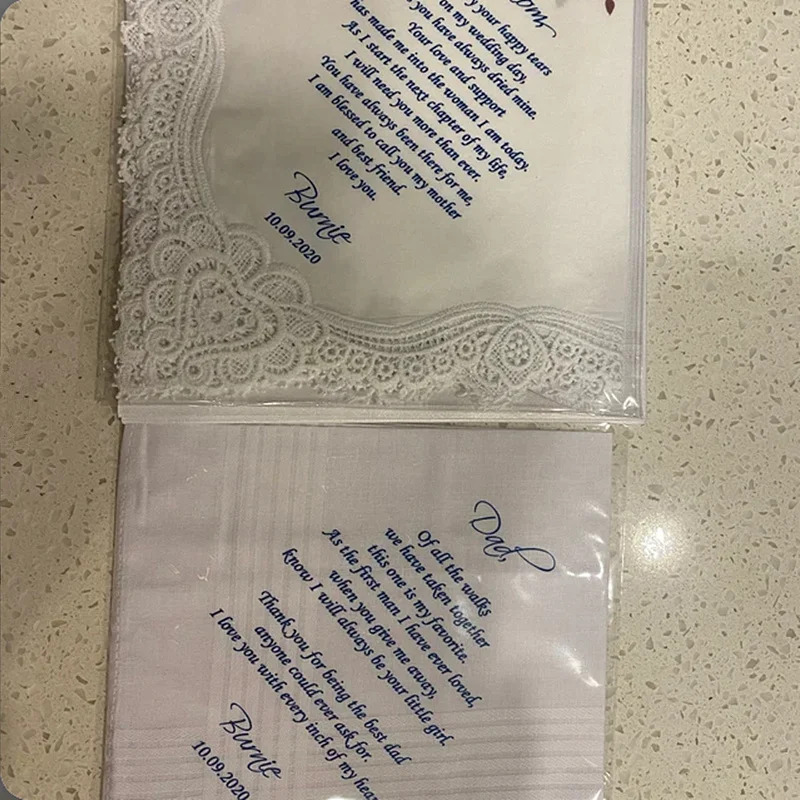 your happy tears
on my wedding day,
you have always dried mine.
Your love and support
has made me into the woman I am today.
As I start the next chapter of my life,
I will need you more than ever.
You have always been there for me,
I am blessed to call you my mother
and best friend.
I love you.
Burnie
10.09.2020
Dad,
Of all the walks
we have taken together
this one is my favorite.
As the first man I have ever loved,
when you give me away,
know I will always be your little girl.
Thank you for being the best dad
anyone could ever ask for.
I love you with every inch of my hear
Burnie
10.09.2020